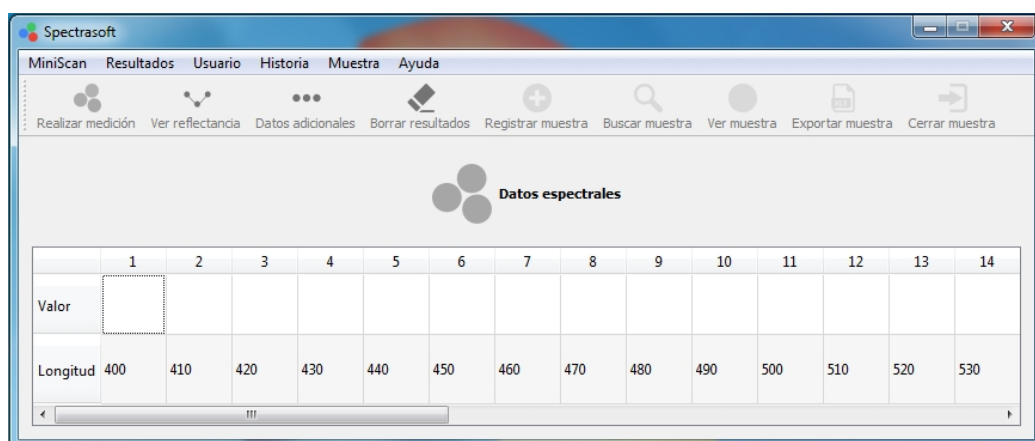 Spectrasoft
MiniScan Resultados Usuario Historia Muestra Ayuda
Realizar medición Ver reflectancia Datos adicionales Borrar resultados Registrar muestra Buscar muestra Ver muestra Exportar muestra Cerrar muestra
Datos espectrales
1 2 3 4 5 6 7 8 9 10 11 12 13 14
Valor
Longitud 400 410 420 430 440 450 460 470 480 490 500 510 520 530